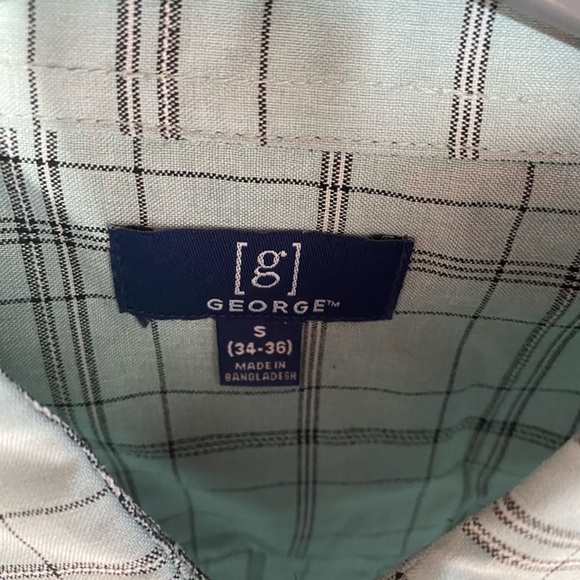 [g]
GEORGE™
S
(34-36)
MADE IN
BANGLADESH